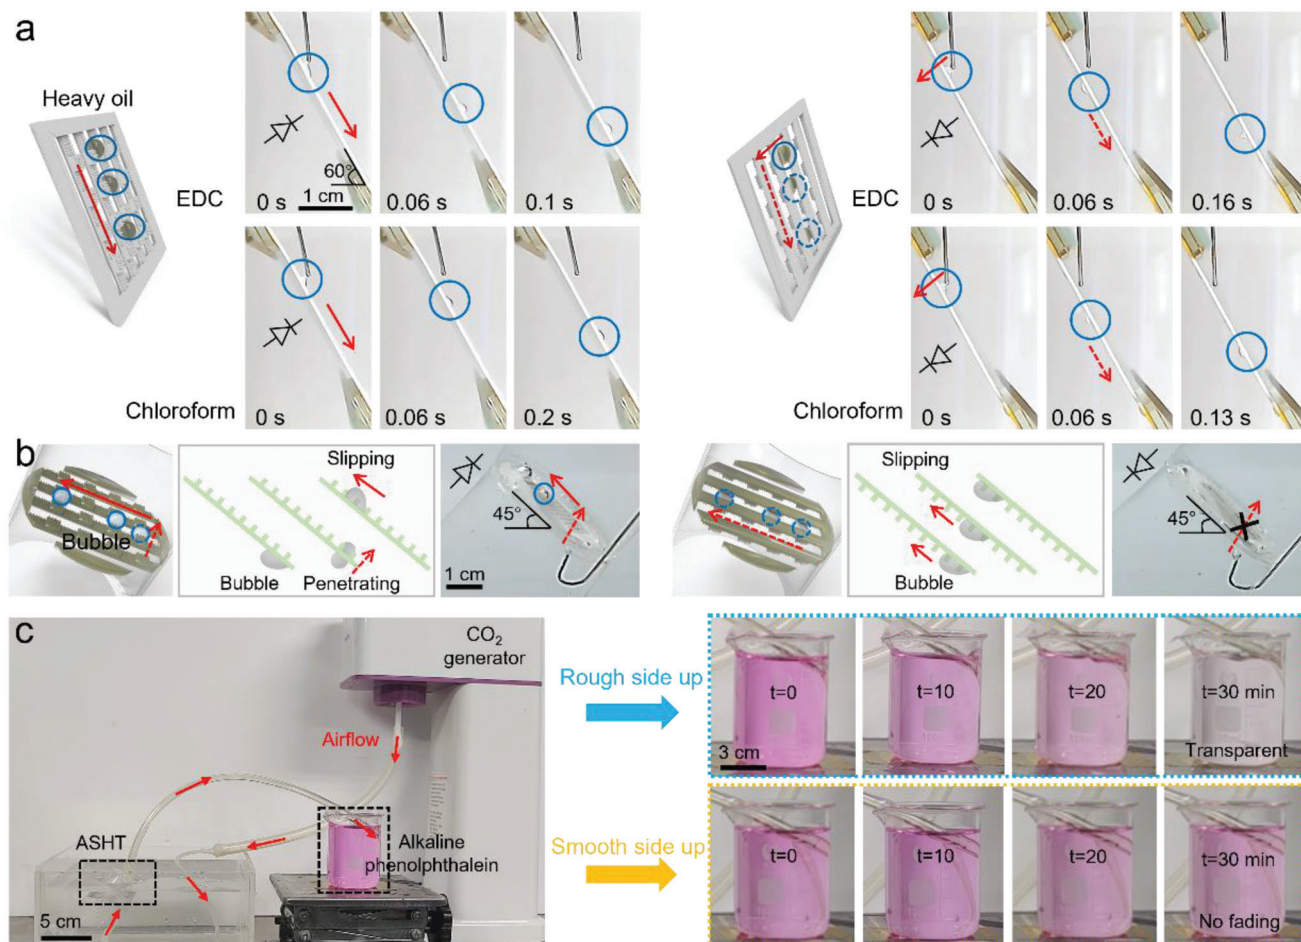 a
Heavy oil
EDC
0 s
60°
1 cm
0.06 s
0.1 s
Chloroform
0 s
0.06 s
0.2 s
EDC
0 s
0.06 s
0.16 s
Chloroform
0 s
0.06 s
0.13 s
b
Bubble
Slipping
Bubble
Penetrating
45°
1 cm
Slipping
Bubble
45°
c
CO₂
generator
Airflow
ASHT
Alkaline
phenolphthalein
5 cm
Rough side up
t=0
t=10
t=20
t=30 min
3 cm
Transparent
Smooth side up
t=0
t=10
t=20
t=30 min
No fading